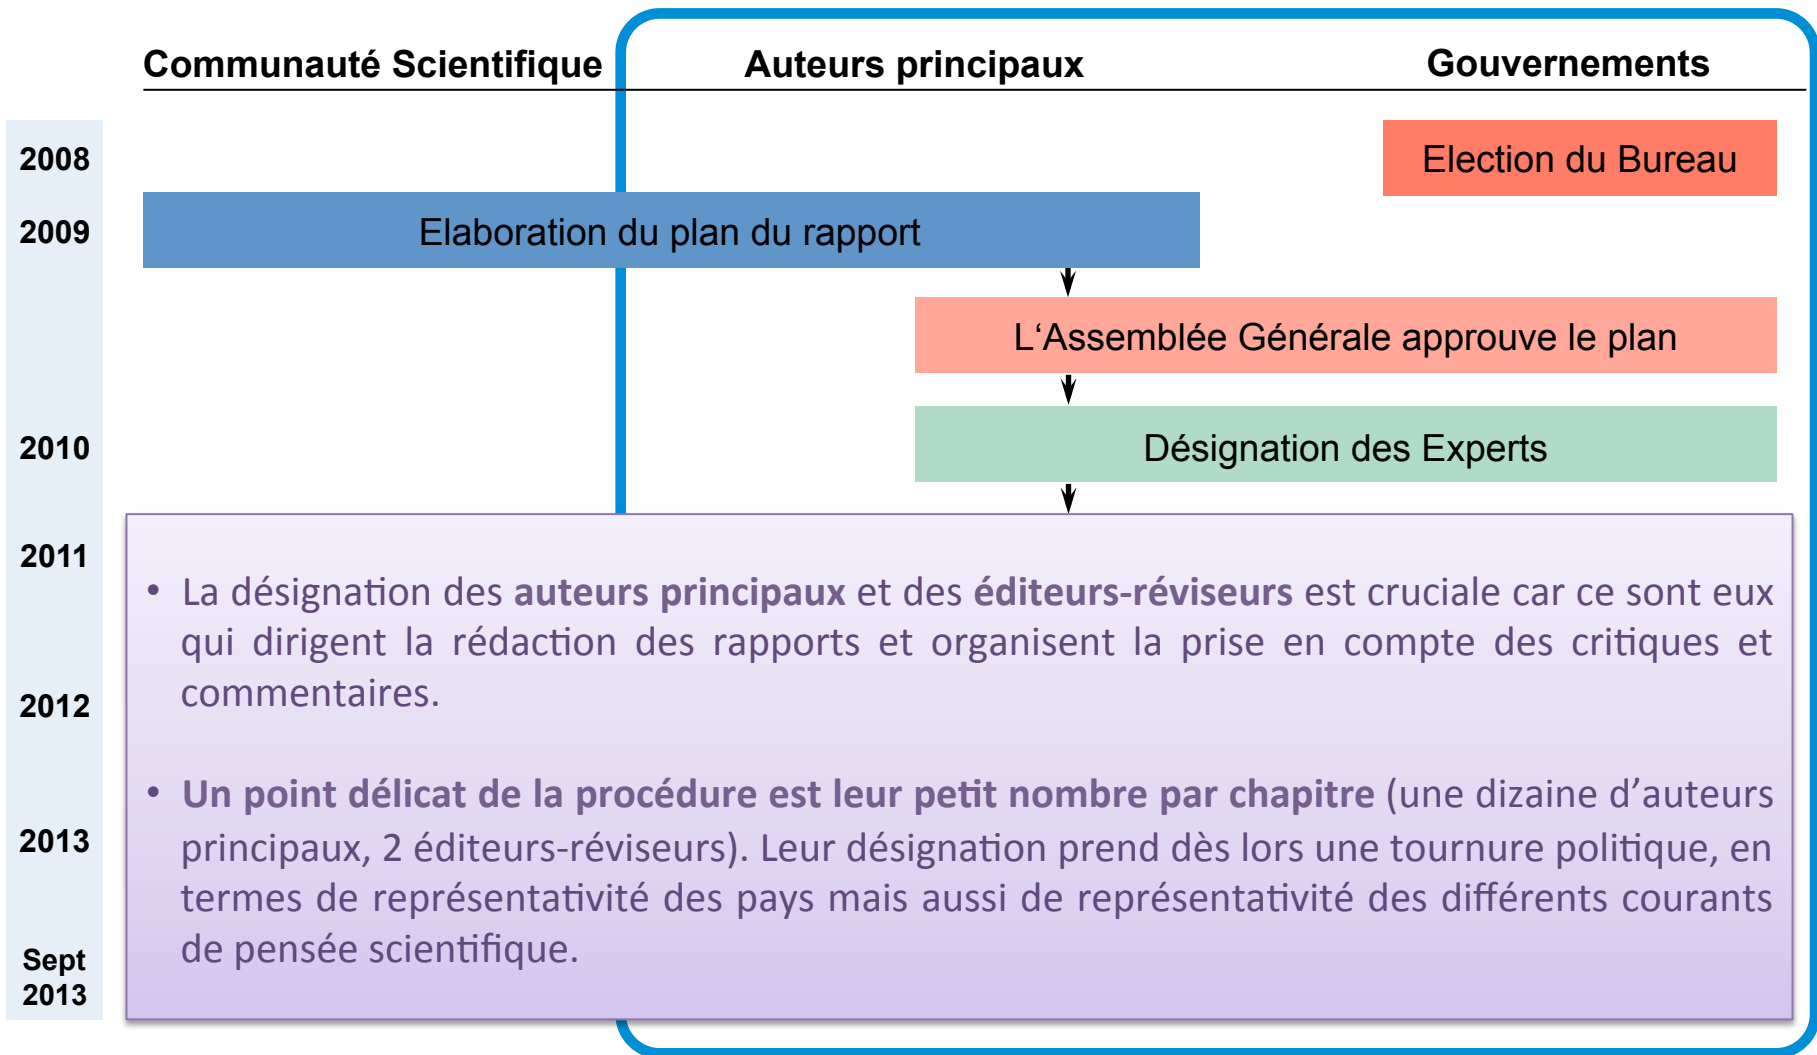 Communauté Scientifique
Auteurs principaux
Gouvernements
2008
Election du Bureau
2009
Elaboration du plan du rapport
L‘Assemblée Générale approuve le plan
2010
Désignation des Experts
2011
• La désignation des auteurs principaux et des éditeurs-réviseurs est cruciale car ce sont eux
qui dirigent la rédaction des rapports et organisent la prise en compte des critiques et
commentaires.
2012
• Un point délicat de la procédure est leur petit nombre par chapitre (une dizaine d’auteurs
2013
principaux, 2 éditeurs-réviseurs). Leur désignation prend dès lors une tournure politique, en
termes de représentativité des pays mais aussi de représentativité des différents courants
de pensée scientifique.
Sept
2013